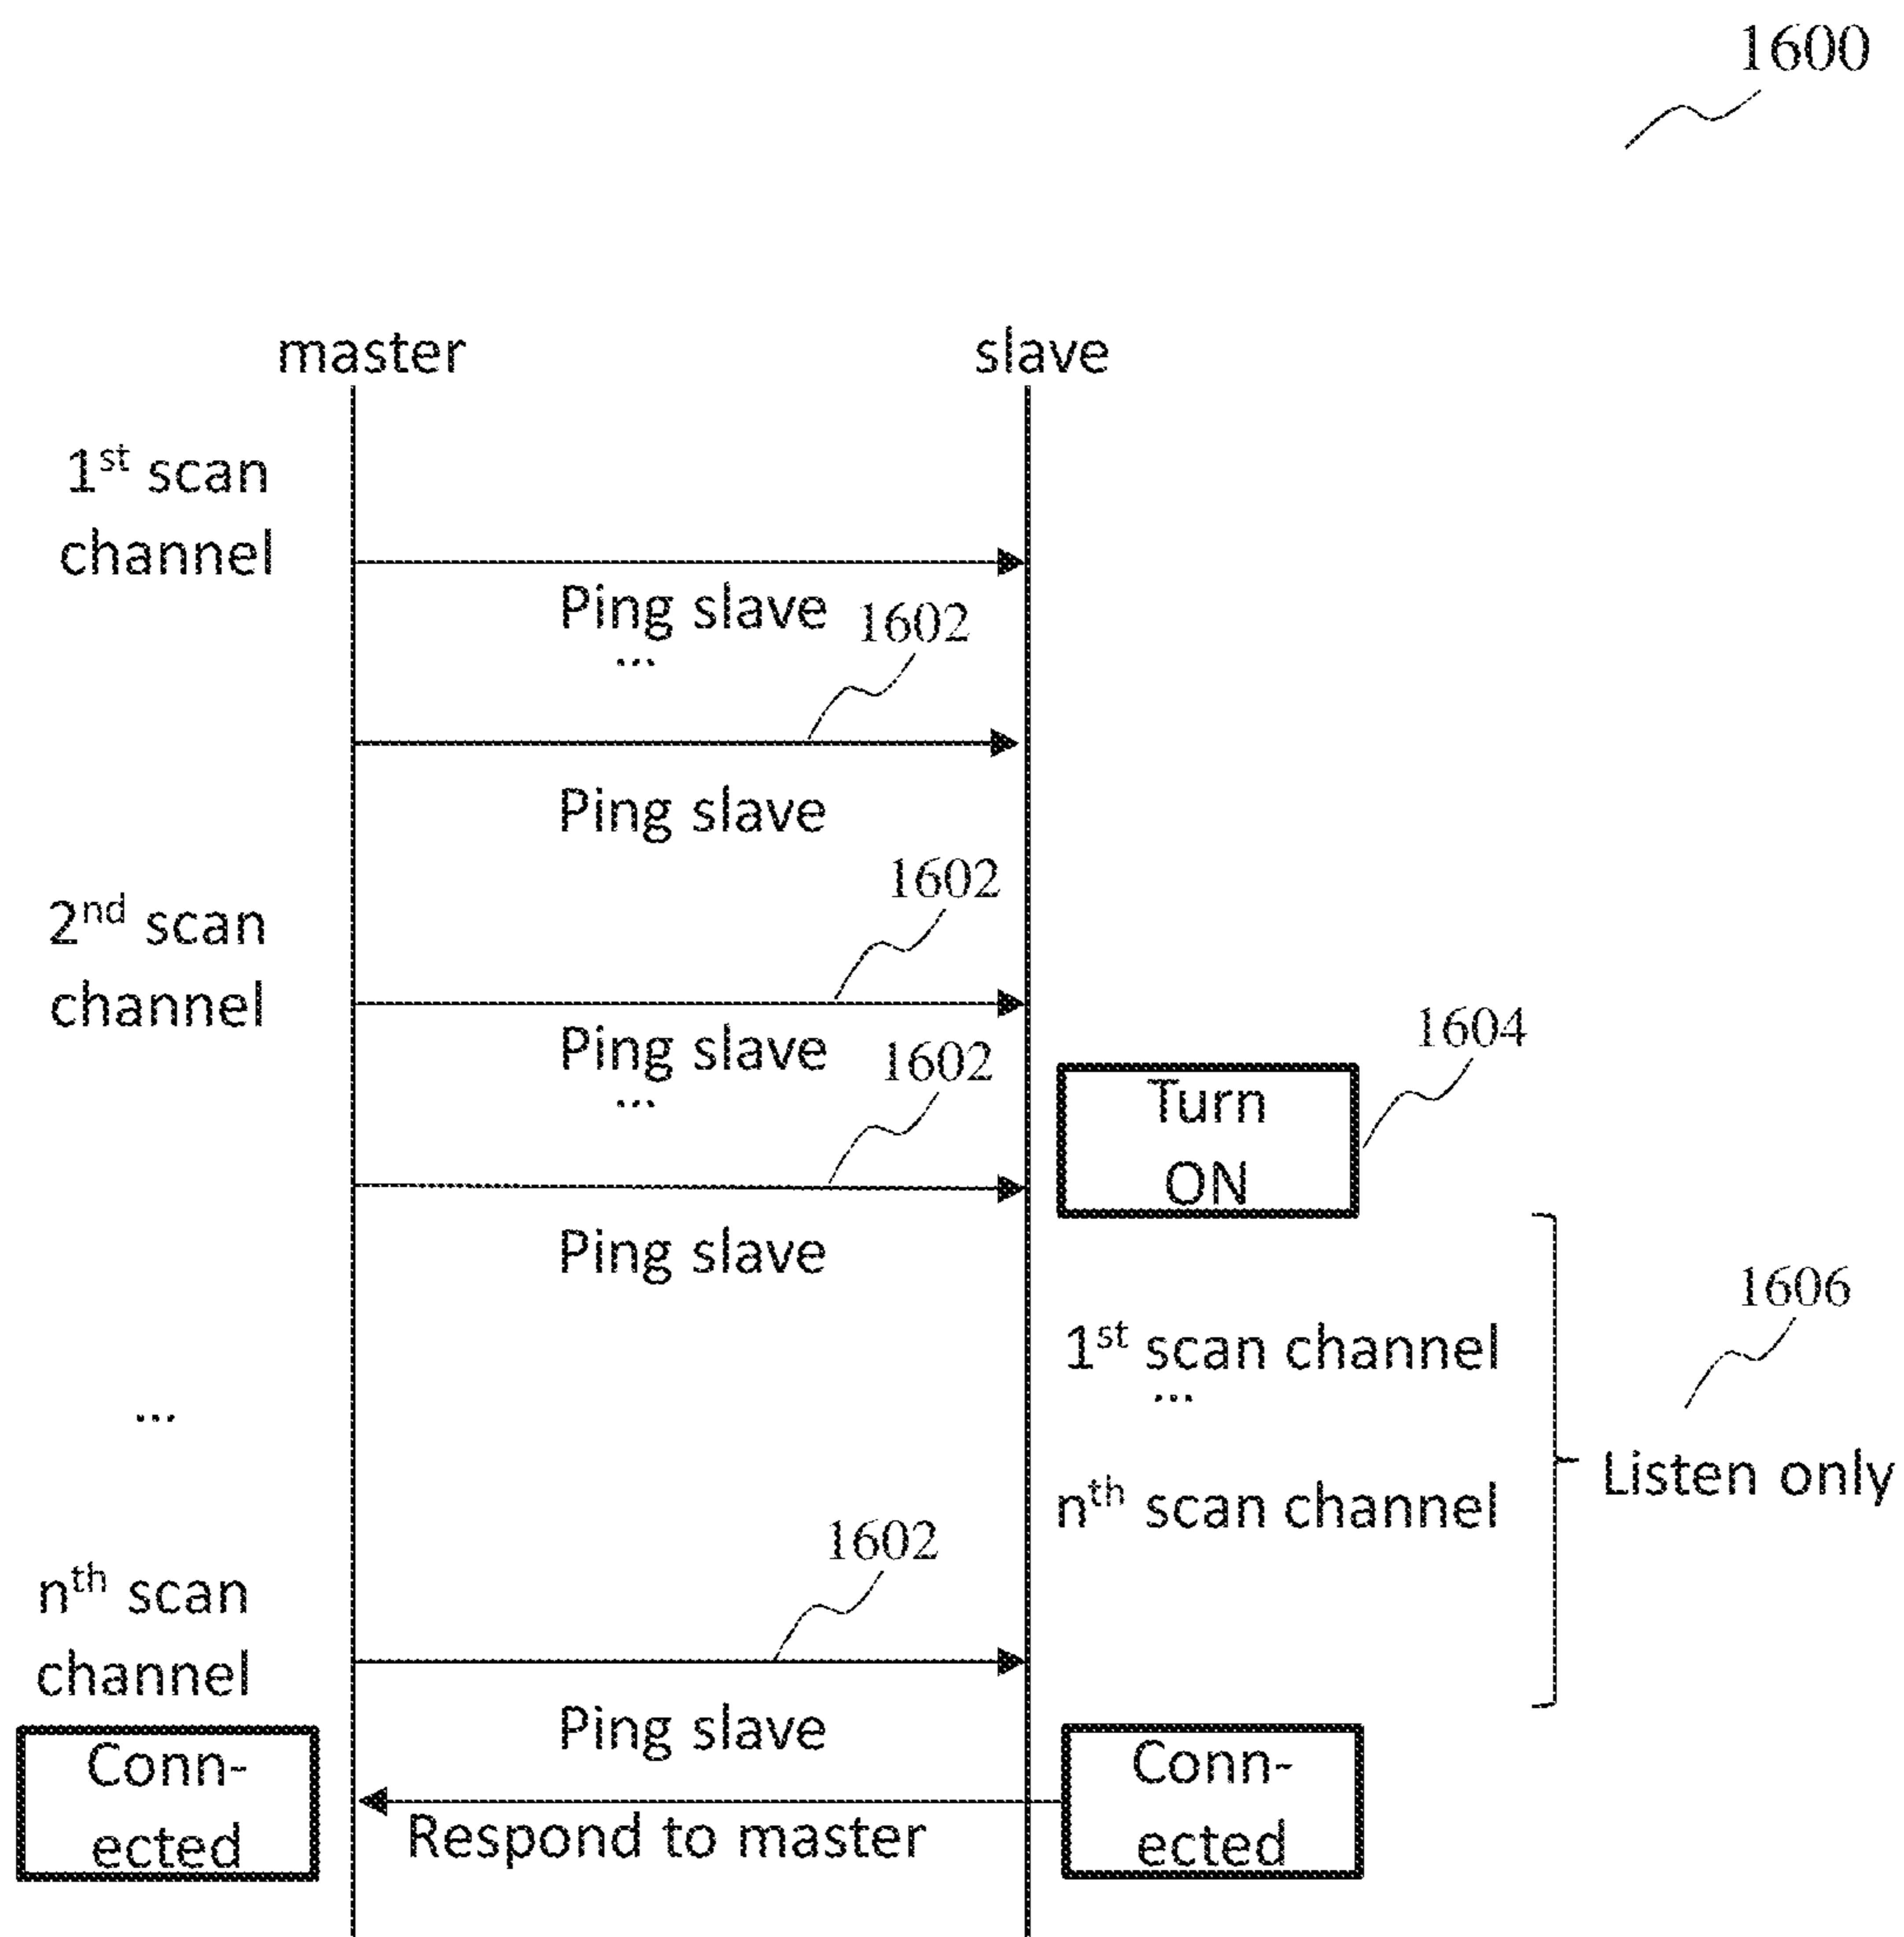 1600
master
slave
1st scan
channel
Ping slave
1602
...
Ping slave
1602
2nd scan
channel
Ping slave
1602
...
1604
Turn
ON
Ping slave
1606
1st scan channel
...
...
Listen only
nth scan channel
1602
nth scan
channel
Ping slave
Conn-
ected
Conn-
ected
Respond to master